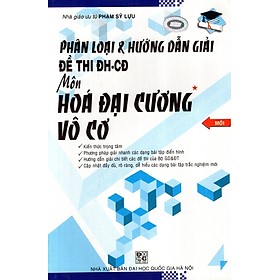 Nhà giáo ưu tú PHẠM SỸ LỰU
PHÂN LOẠI & HƯỚNG DẪN GIẢI
ĐỀ THI ĐH-CĐ
Môn
HOÁ ĐẠI CƯƠNG
VÔ CƠ
MỚI
Kiến thức trọng tâm
Phương pháp giải nhanh các dạng bài tập điển hình
Hướng dẫn giải chi tiết các đề thi của Bộ GD&ĐT
Cập nhật đầy đủ, rõ ràng, dễ hiểu các dạng bài tập trắc nghiệm mới
NHÀ XUẤT BẢN ĐẠI HỌC QUỐC GIA HÀ NỘI